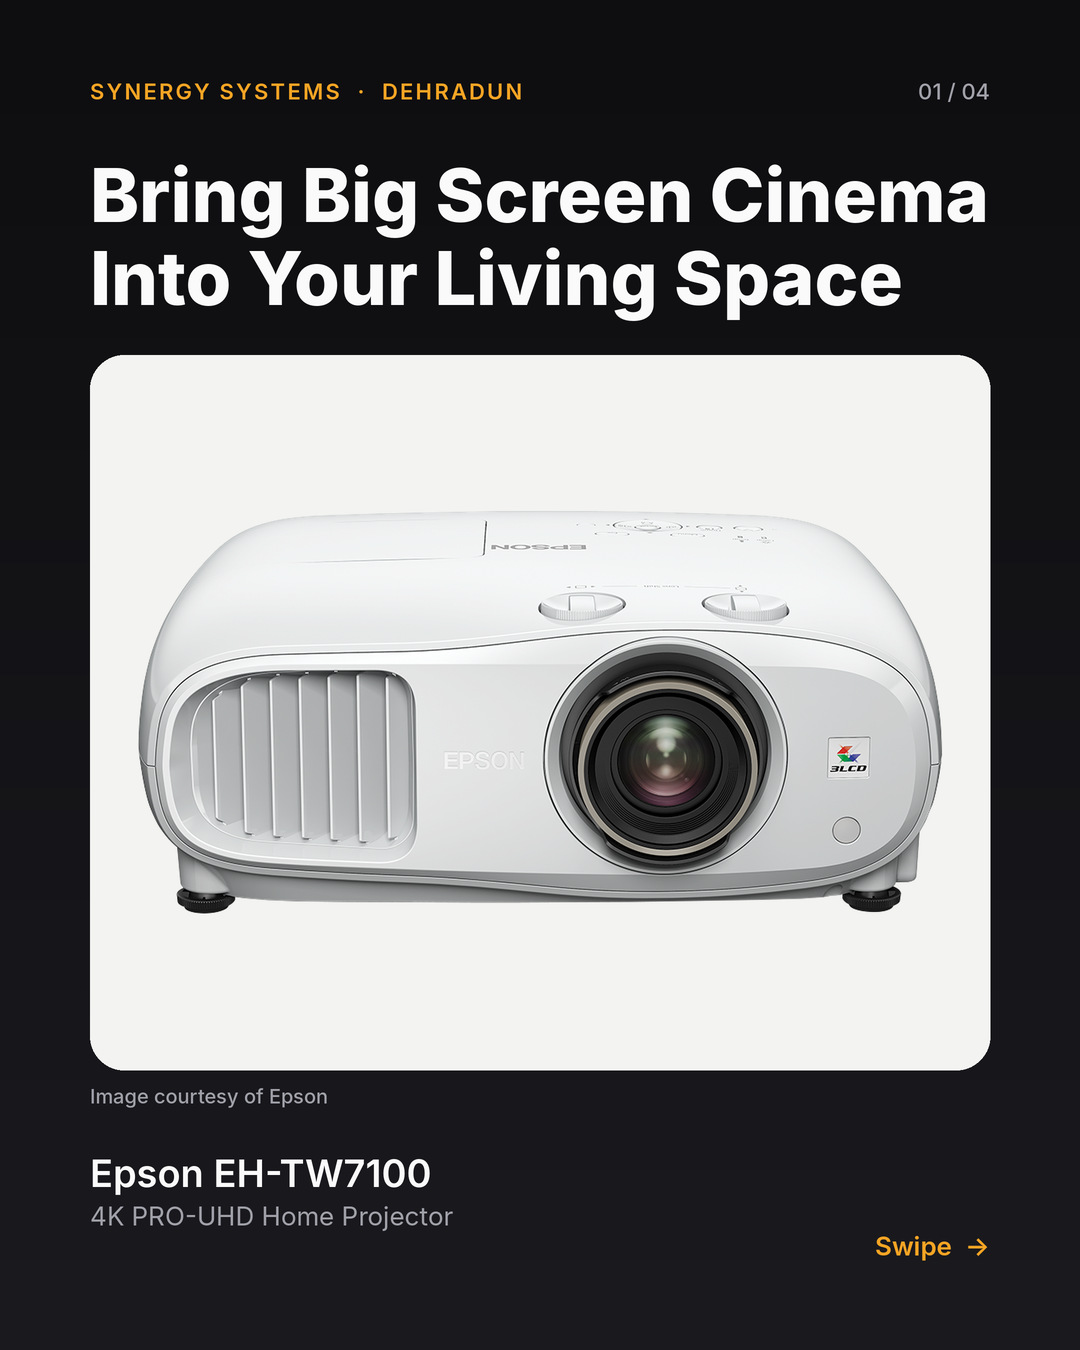 SYNERGY SYSTEMS · DEHRADUN
01 / 04
Bring Big Screen Cinema
Into Your Living Space
EPSON
EPSON
3LCD
Image courtesy of Epson
Epson EH-TW7100
4K PRO-UHD Home Projector
Swipe →